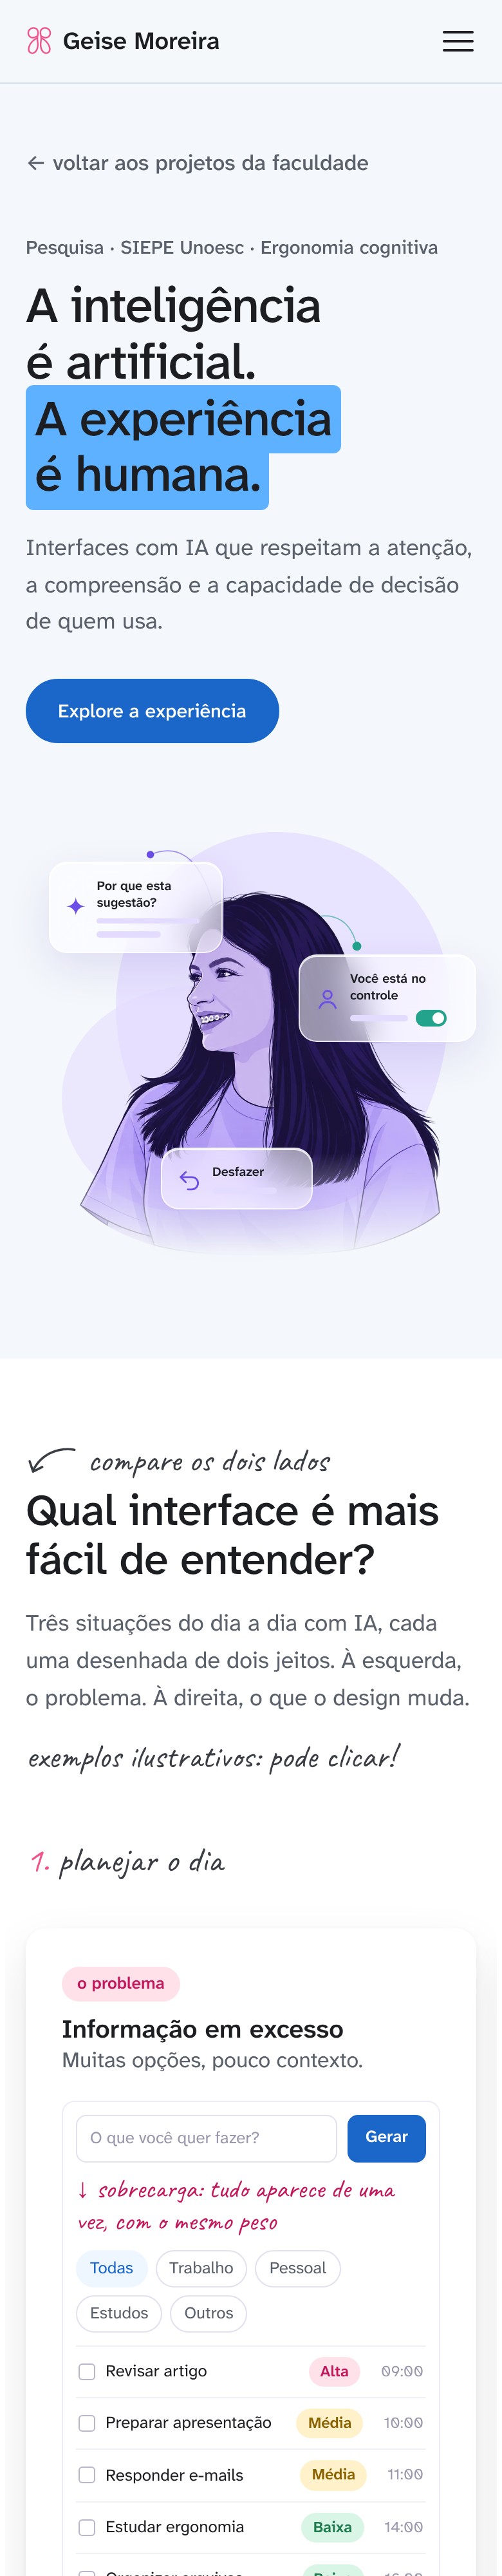 Geise Moreira
← voltar aos projetos da faculdade
Pesquisa · SIEPE Unoesc · Ergonomia cognitiva
A inteligência
é artificial.
A experiência
é humana.
Interfaces com IA que respeitam a atenção,
a compreensão e a capacidade de decisão
de quem usa.
Explore a experiência
Por que esta
sugestão?
Você está no
controle
Desfazer
compare os dois lados
Qual interface é mais
fácil de entender?
Três situações do dia a dia com IA, cada
uma desenhada de dois jeitos. À esquerda,
o problema. À direita, o que o design muda.
exemplos ilustrativos: pode clicar!
1. planejar o dia
o problema
Informação em excesso
Muitas opções, pouco contexto.
O que você quer fazer? Gerar
↓ sobrecarga: tudo aparece de uma
vez, com o mesmo peso
Todas Trabalho Pessoal
Estudos Outros
Revisar artigo Alta 09:00
Preparar apresentação Média 10:00
Responder e-mails Média 11:00
Estudar ergonomia Baixa 14:00